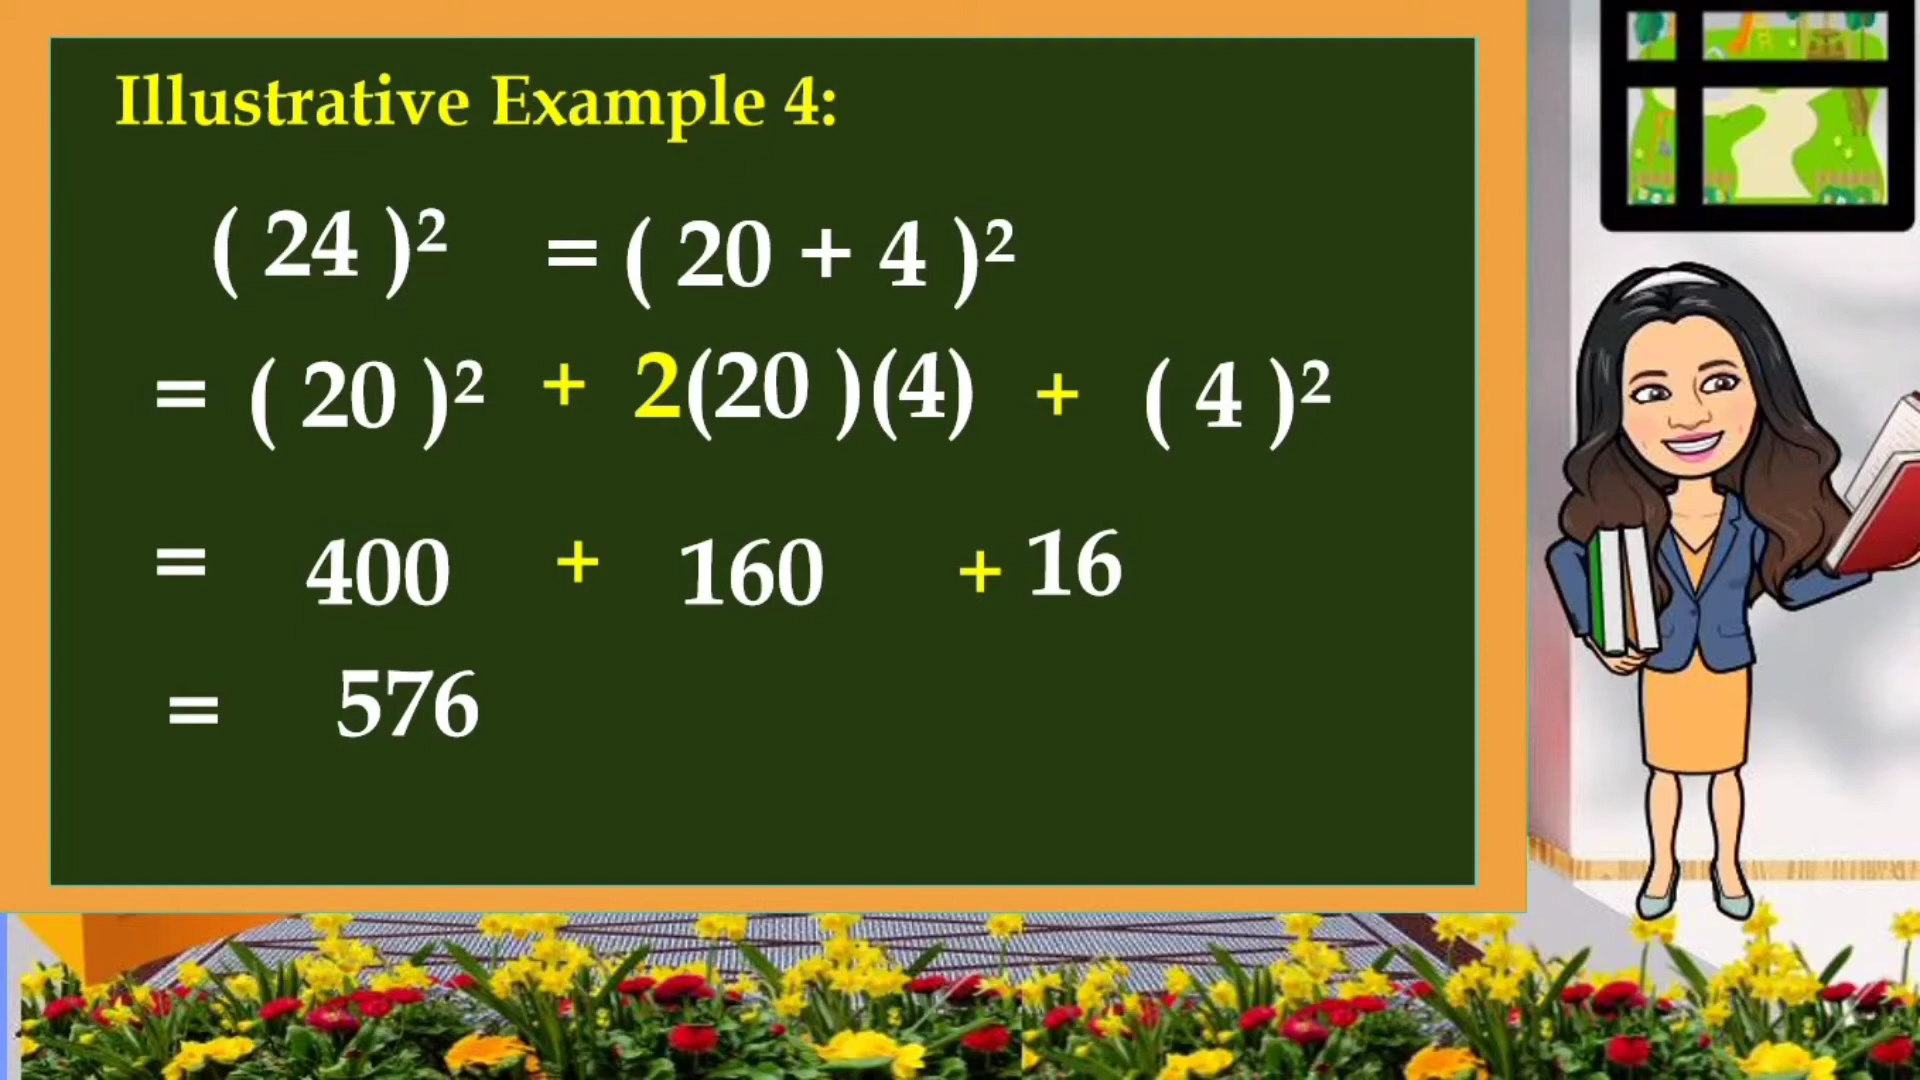 Illustrative Example 4:
( 24 )² = ( 20 + 4 )²
= ( 20 )² + 2(20 )(4) + ( 4 )²
= 400 + 160 + 16
= 576